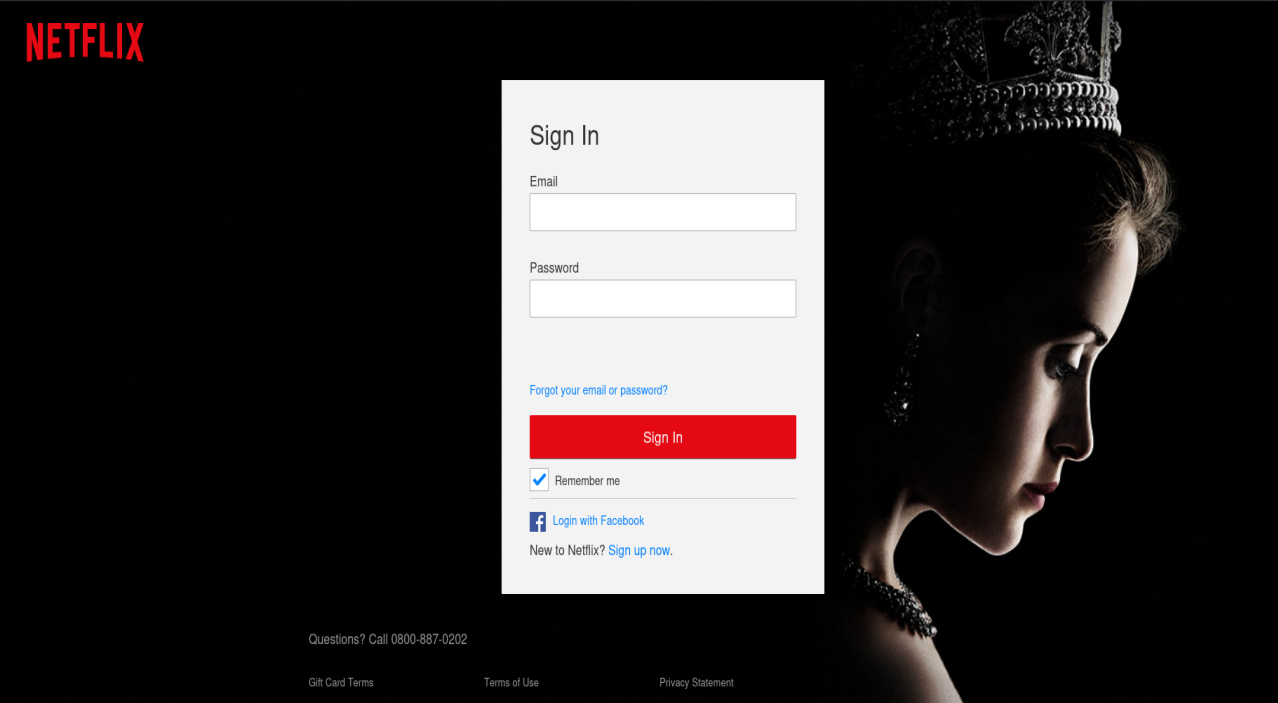 NETFLIX
Sign In
Email
Password
Forgot your email or password?
Sign In
Remember me
Login with Facebook
New to Netflix? Sign up now.
Questions? Call 0800-887-0202
Gift Card Terms Terms of Use Privacy Statement